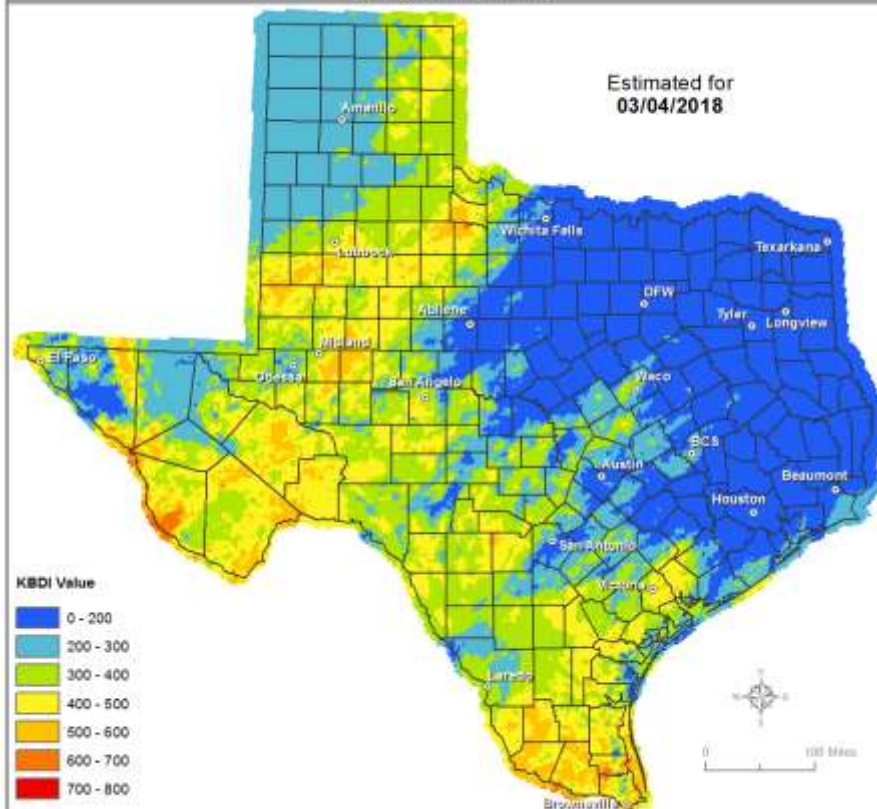 Estimated for
03/04/2018
Amarillo
Wichita Falls
Texarkana
Lubbock
DFW
Abilene
Tyler
Longview
Midland
El Paso
Odessa
San Angelo
Waco
BCS
Austin
Beaumont
Houston
San Antonio
Victoria
KBDI Value
0 - 200
200 - 300
300 - 400
400 - 500
500 - 600
600 - 700
700 - 800
Laredo
0 100 Miles
Brownsville